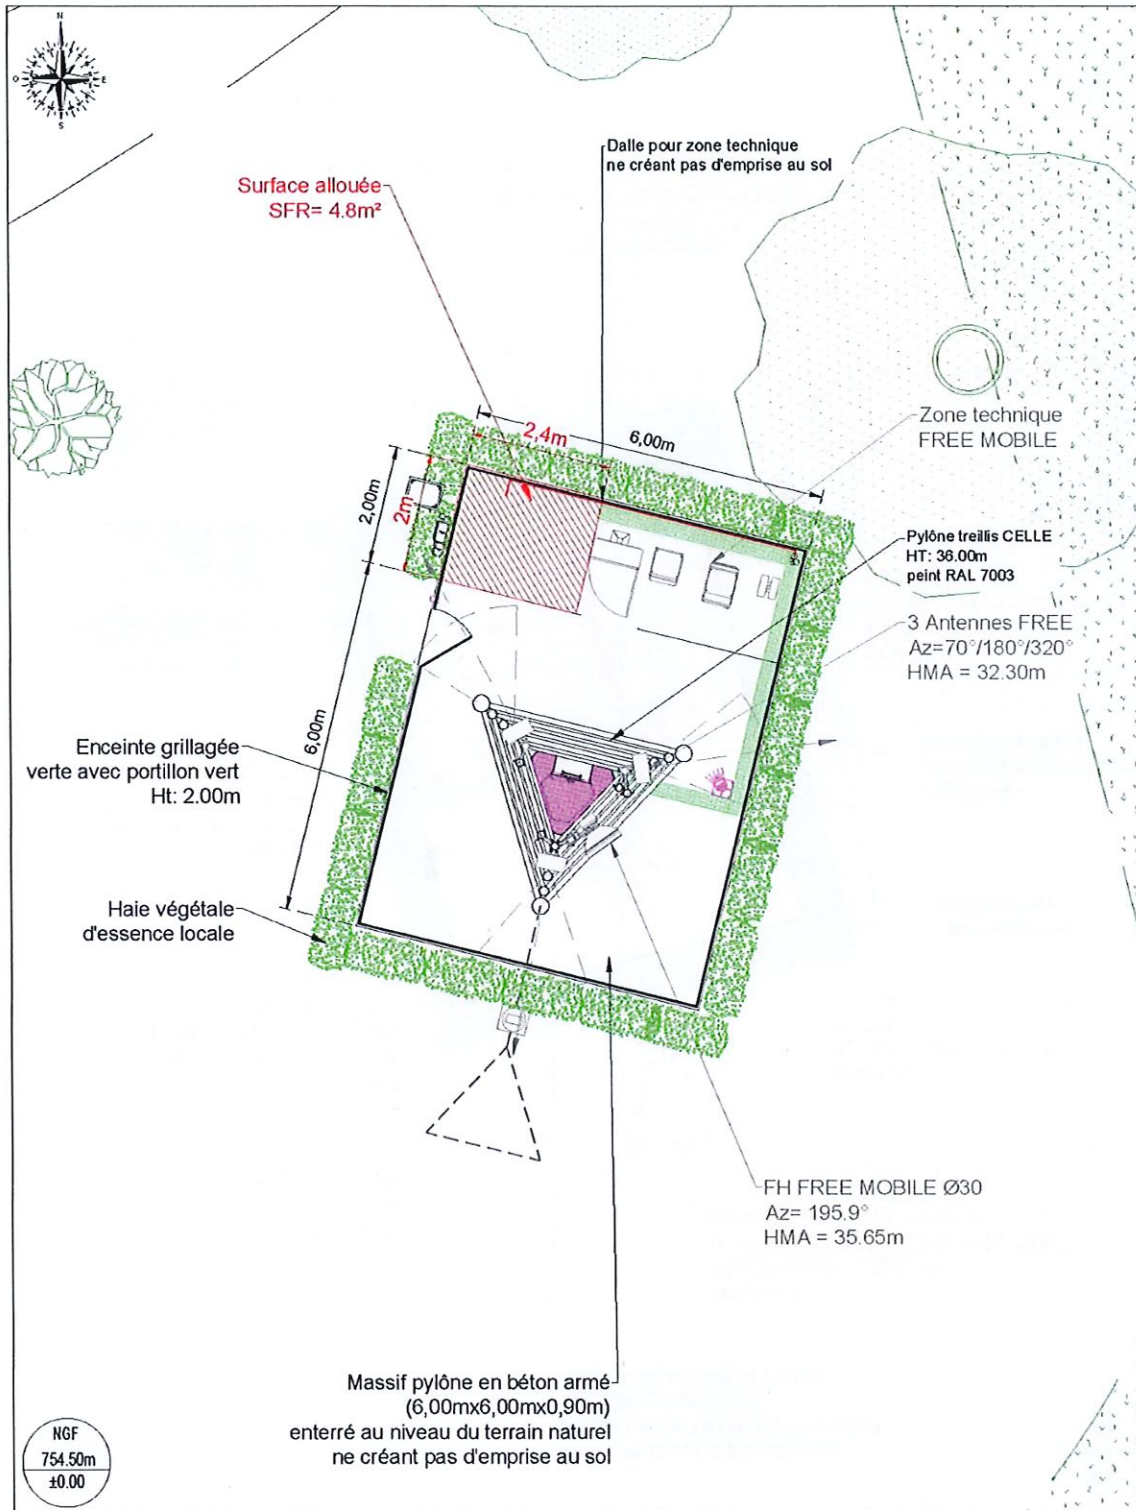 N
O
E
S
Dalle pour zone technique
ne créant pas d'emprise au sol
Surface allouée
SFR= 4.8m²
Zone technique
FREE MOBILE
2,4m
6,00m
2,00m
2m
Pylône treillis CELLE
HT: 36.00m
peint RAL 7003
3 Antennes FREE
Az=70°/180°/320°
HMA = 32.30m
6,00m
Enceinte grillagée
verte avec portillon vert
Ht: 2.00m
Haie végétale
d'essence locale
FH FREE MOBILE Ø30
Az= 195.9°
HMA = 35.65m
Massif pylône en béton armé
(6,00mx6,00mx0,90m)
enterré au niveau du terrain naturel
ne créant pas d'emprise au sol
NGF
754.50m
±0.00